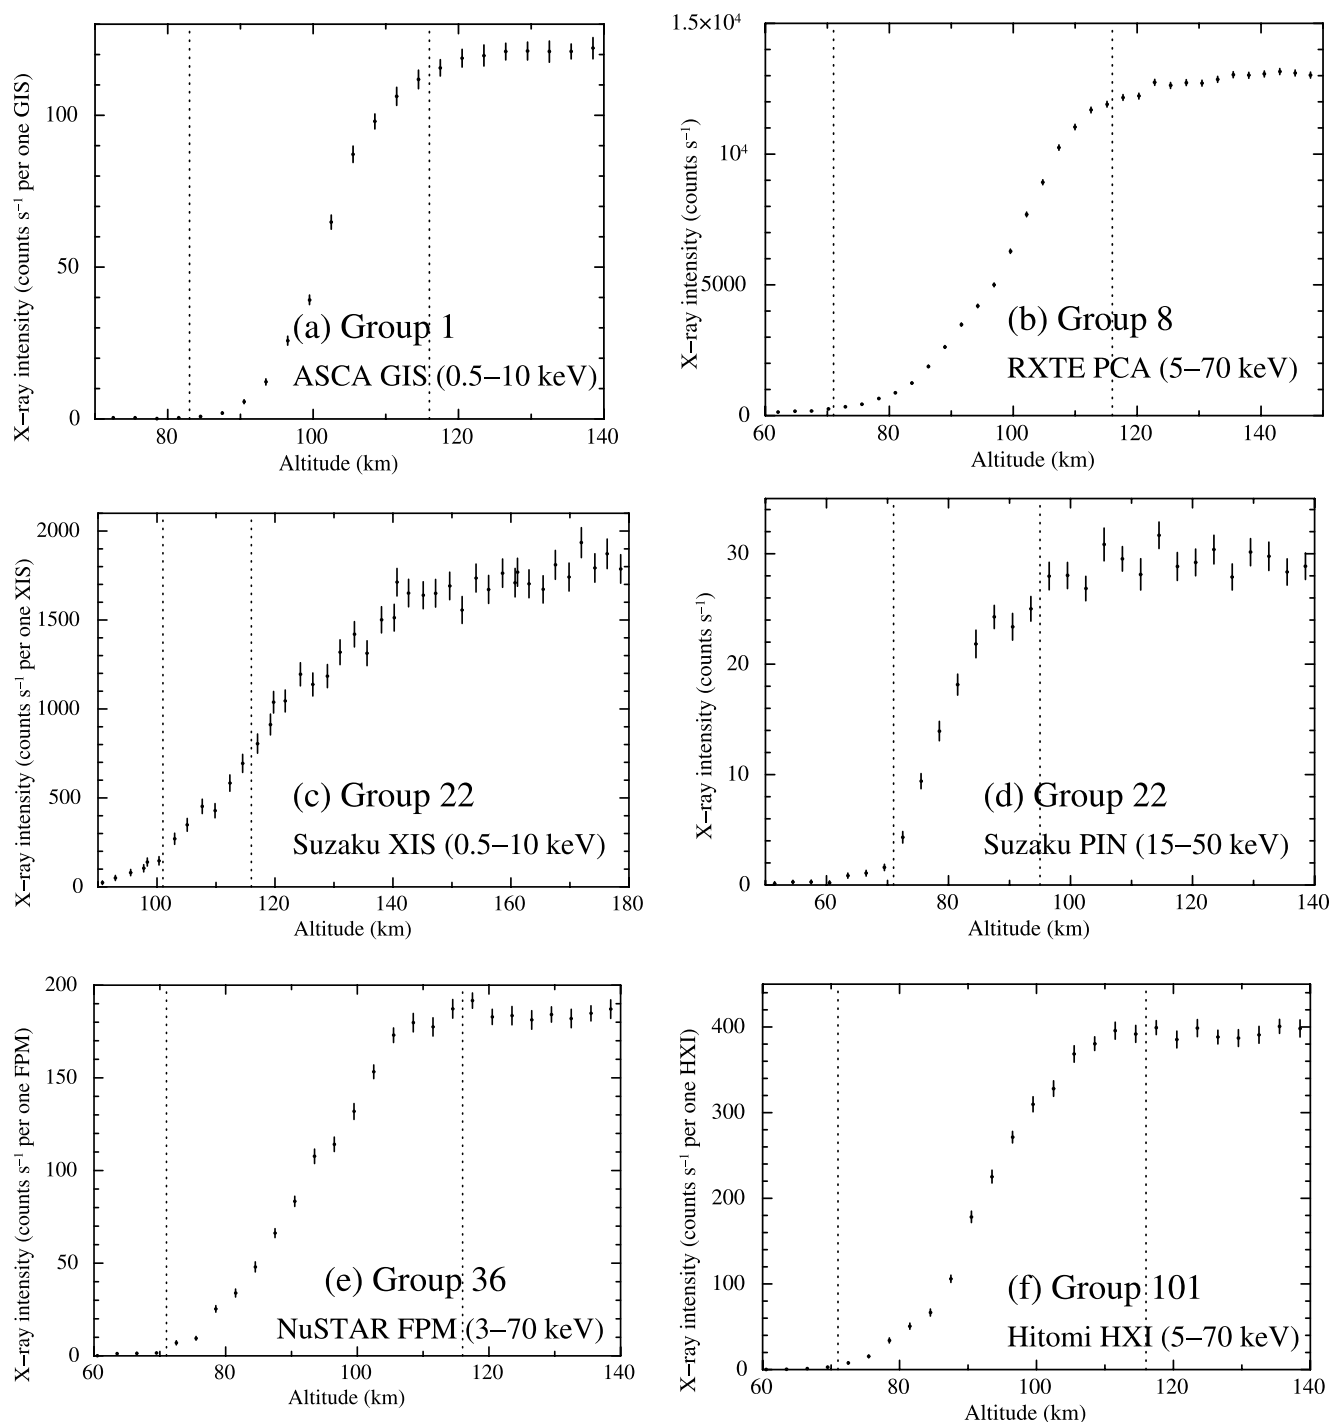 X−ray intensity (counts s⁻¹ per one GIS)
100
50
0
80
100
120
140
Altitude (km)
(a) Group 1
ASCA GIS (0.5−10 keV)
X−ray intensity (counts s⁻¹)
1.5×10⁴
10⁴
5000
0
60
80
100
120
140
Altitude (km)
(b) Group 8
RXTE PCA (5−70 keV)
X−ray intensity (counts s⁻¹ per one XIS)
2000
1500
1000
500
0
100
120
140
160
180
Altitude (km)
(c) Group 22
Suzaku XIS (0.5−10 keV)
X−ray intensity (counts s⁻¹)
30
20
10
0
60
80
100
120
140
Altitude (km)
(d) Group 22
Suzaku PIN (15−50 keV)
X−ray intensity (counts s⁻¹ per one FPM)
200
150
100
50
0
60
80
100
120
140
Altitude (km)
(e) Group 36
NuSTAR FPM (3−70 keV)
X−ray intensity (counts s⁻¹ per one HXI)
400
300
200
100
0
60
80
100
120
140
Altitude (km)
(f) Group 101
Hitomi HXI (5−70 keV)